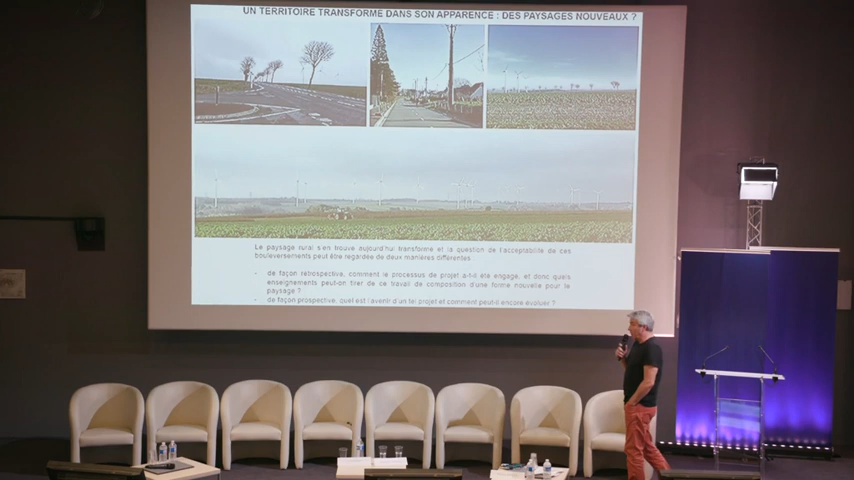 UN TERRITOIRE TRANSFORME DANS SON APPARENCE : DES PAYSAGES NOUVEAUX ?
Le paysage rural s'en trouve aujourd'hui transformé et la question de l'acceptabilité de ces
bouleversements peut être regardée de deux manières différentes
- de façon rétrospective, comment le processus de projet a-t-il été engagé, et donc quels
enseignements peut-on tirer de ce travail de composition d'une forme nouvelle pour le
paysage ?
- de façon prospective, quel est l'avenir d'un tel projet et comment peut-il encore évoluer ?